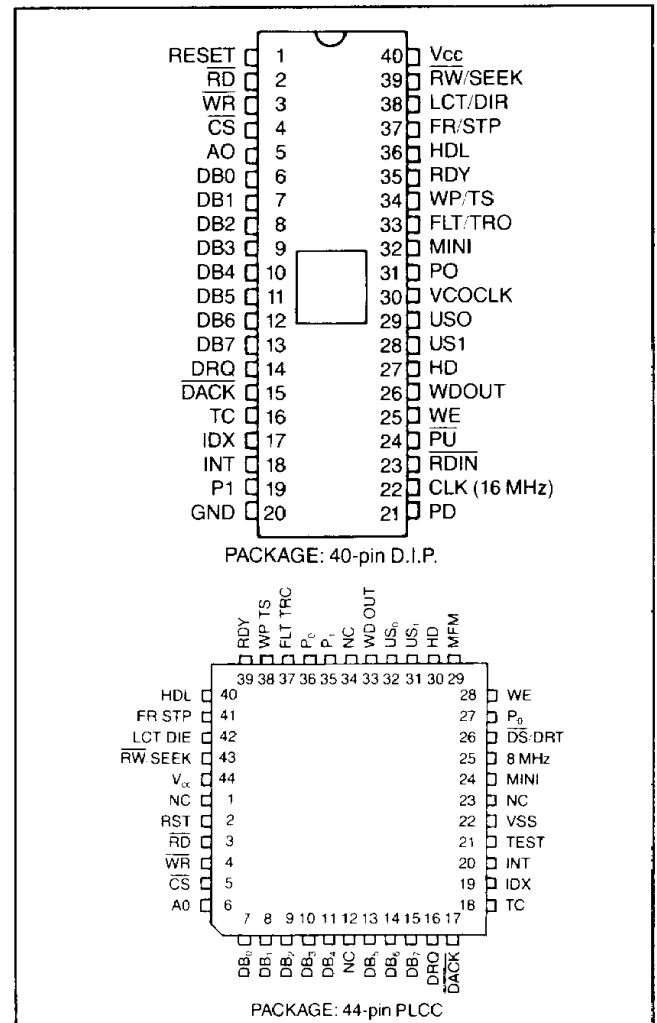 RESET 1 40 Vcc
RD 2 39 RW/SEEK
WR 3 38 LCT/DIR
CS 4 37 FR/STP
AO 5 36 HDL
DB0 6 35 RDY
DB1 7 34 WP/TS
DB2 8 33 FLT/TRO
DB3 9 32 MINI
DB4 10 31 PO
DB5 11 30 VCOCLK
DB6 12 29 USO
DB7 13 28 US1
DRQ 14 27 HD
DACK 15 26 WDOUT
TC 16 25 WE
IDX 17 24 PU
INT 18 23 RDIN
P1 19 22 CLK (16 MHz)
GND 20 21 PD
PACKAGE: 40-pin D.I.P.
RDY WP TS FLT TRC P₀ P₁ NC WD OUT US₀ US₁ HD MFM
39 38 37 36 35 34 33 32 31 30 29
HDL 40 28 WE
FR STP 41 27 P₀
LCT DIE 42 26 DS/DRT
RW SEEK 43 25 8 MHz
Vcc 44 24 MINI
NC 1 23 NC
RST 2 22 VSS
RD 3 21 TEST
WR 4 20 INT
CS 5 19 IDX
A0 6 18 TC
7 8 9 10 11 12 13 14 15 16 17
DB₀ DB₁ DB₂ DB₃ DB₄ NC DB₅ DB₆ DB₇ DRQ DACK
PACKAGE: 44-pin PLCC